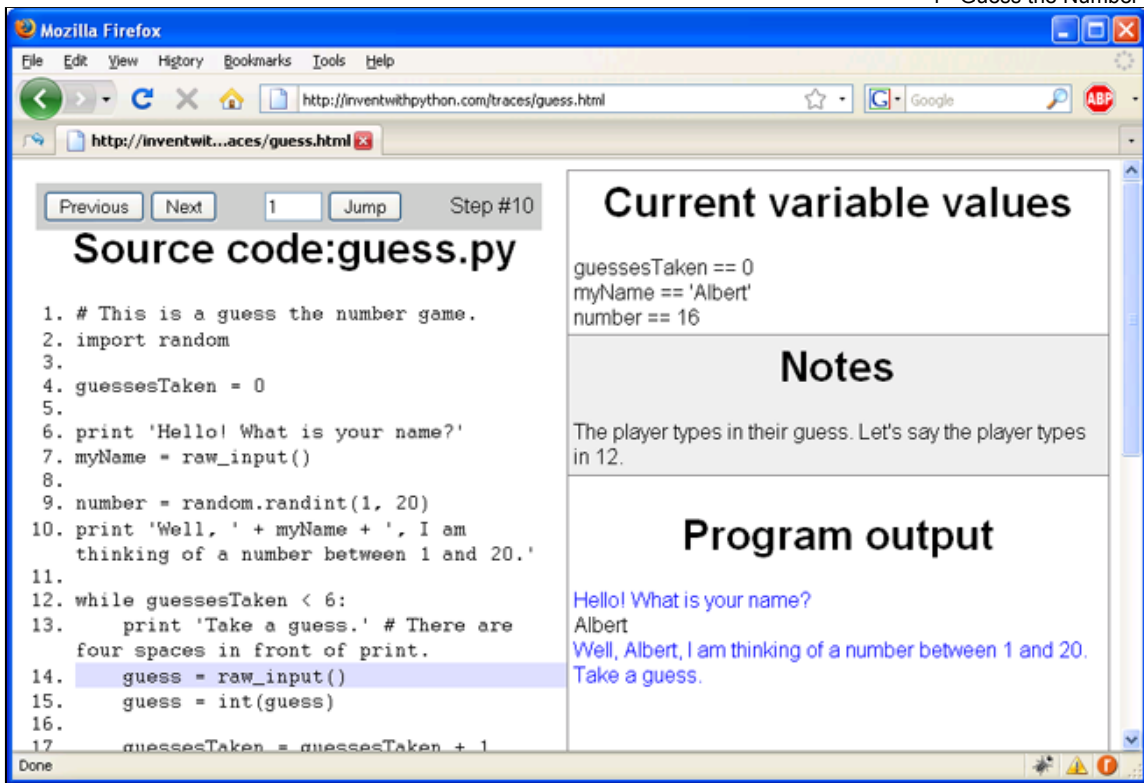 Mozilla Firefox
File Edit View History Bookmarks Tools Help
http://inventwithpython.com/traces/guess.html
G Google
ABP
http://inventwit...aces/guess.html
Previous Next 1 Jump Step #10
Source code:guess.py
1. # This is a guess the number game.
2. import random
3.
4. guessesTaken = 0
5.
6. print 'Hello! What is your name?'
7. myName = raw_input()
8.
9. number = random.randint(1, 20)
10. print 'Well, ' + myName + ', I am
thinking of a number between 1 and 20.'
11.
12. while guessesTaken < 6:
13. print 'Take a guess.' # There are
four spaces in front of print.
14. guess = raw_input()
15. guess = int(guess)
16.
17 guessesTaken = guessesTaken + 1
Current variable values
guessesTaken == 0
myName == 'Albert'
number == 16
Notes
The player types in their guess. Let's say the player types
in 12.
Program output
Hello! What is your name?
Albert
Well, Albert, I am thinking of a number between 1 and 20.
Take a guess.
Done